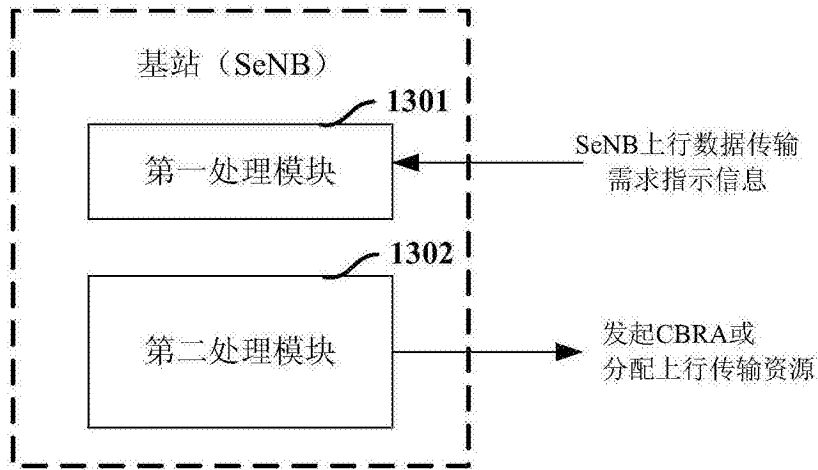 基站（SeNB）
1301
第一处理模块
SeNB上行数据传输
需求指示信息
1302
第二处理模块
发起CBRA或
分配上行传输资源